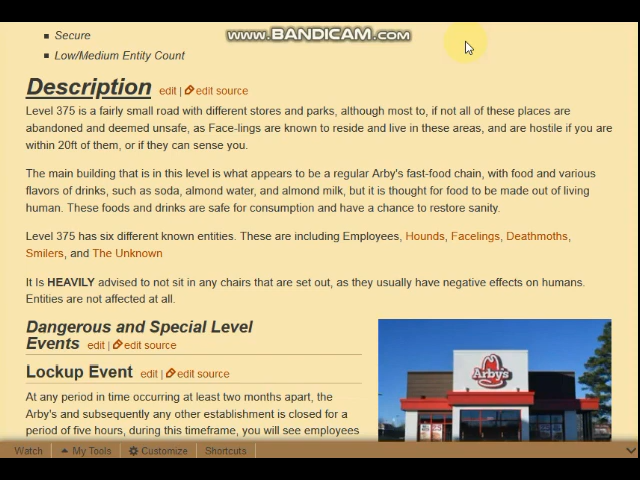 www.BANDICAM.com
Secure
Low/Medium Entity Count
Description edit | edit source
Level 375 is a fairly small road with different stores and parks, although most to, if not all of these places are
abandoned and deemed unsafe, as Face-lings are known to reside and live in these areas, and are hostile if you are
within 20ft of them, or if they can sense you.
The main building that is in this level is what appears to be a regular Arby's fast-food chain, with food and various
flavors of drinks, such as soda, almond water, and almond milk, but it is thought for food to be made out of living
human. These foods and drinks are safe for consumption and have a chance to restore sanity.
Level 375 has six different known entities. These are including Employees, Hounds, Facelings, Deathmoths,
Smilers, and The Unknown
It Is HEAVILY advised to not sit in any chairs that are set out, as they usually have negative effects on humans.
Entities are not affected at all.
Dangerous and Special Level
Events edit | edit source
Lockup Event edit | edit source
At any period in time occurring at least two months apart, the
Arby's and subsequently any other establishment is closed for a
period of five hours, during this timeframe, you will see employees
Arby's
Watch My Tools Customize Shortcuts